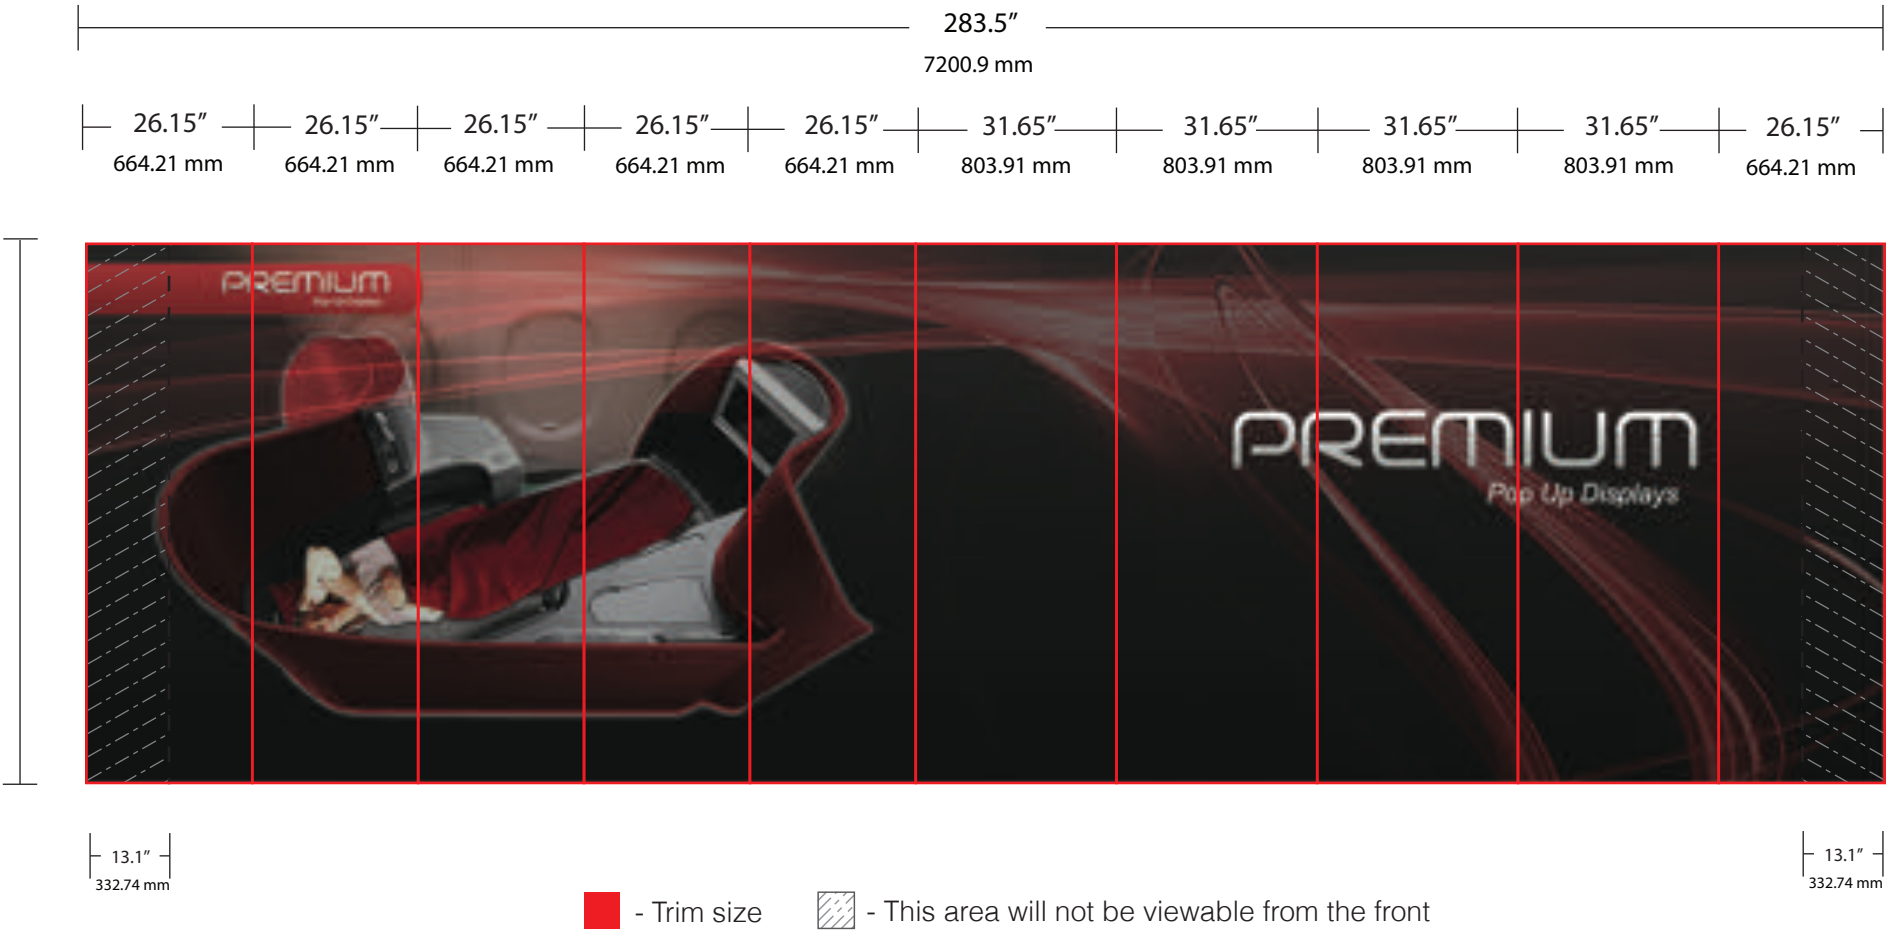 283.5”
7200.9 mm
26.15” 26.15” 26.15” 26.15” 26.15” 31.65” 31.65” 31.65” 31.65” 26.15”
664.21 mm 664.21 mm 664.21 mm 664.21 mm 664.21 mm 803.91 mm 803.91 mm 803.91 mm 803.91 mm 664.21 mm
PREMIUM
PREMIUM
Pop Up Displays
13.1” 13.1”
332.74 mm 332.74 mm
- Trim size - This area will not be viewable from the front